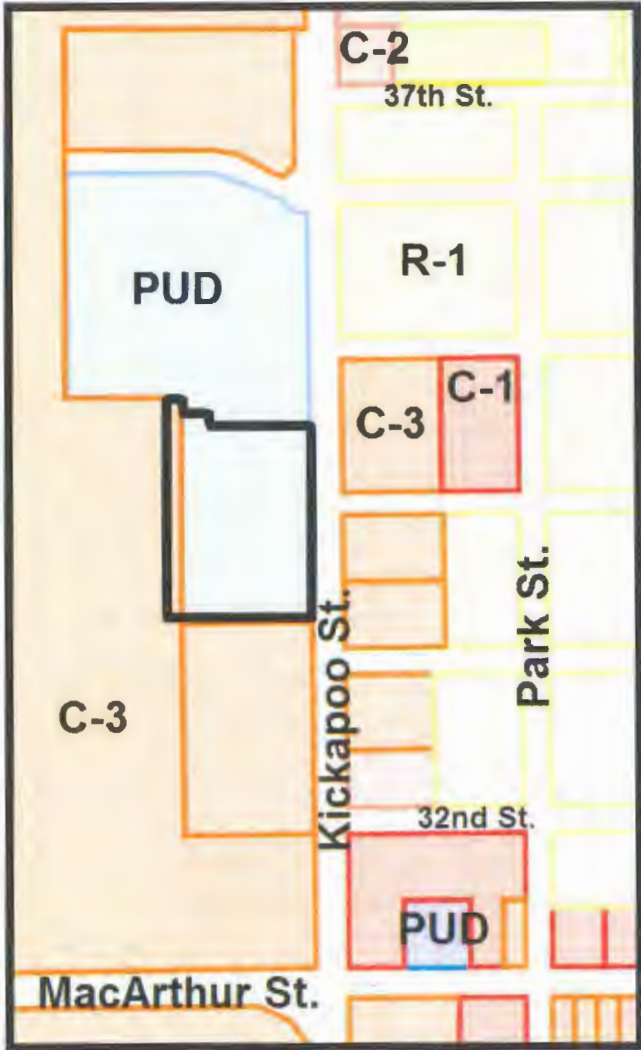 C-2
37th St.
PUD
R-1
C-1
C-3
Kickapoo St.
Park St.
C-3
32nd St.
PUD
MacArthur St.